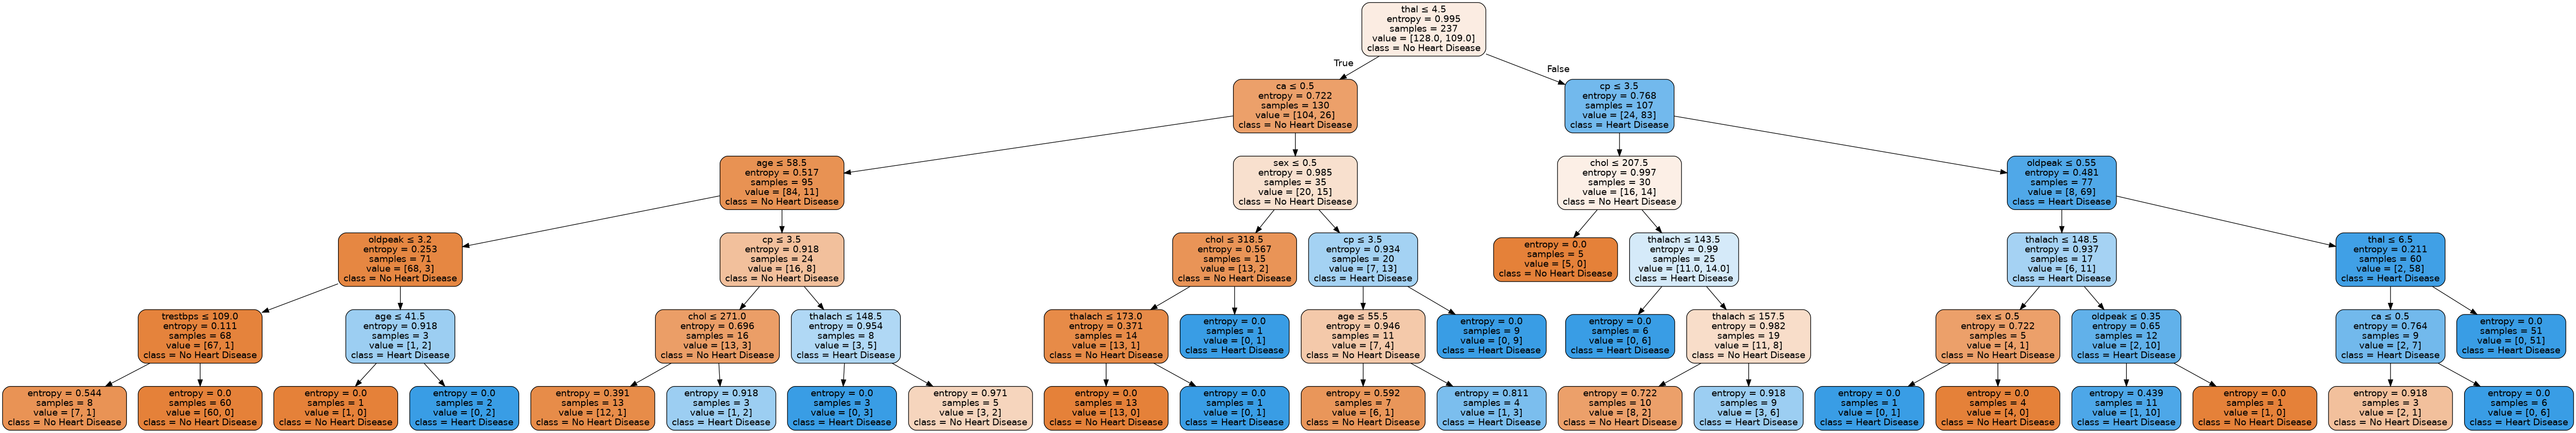 thal ≤ 4.5
entropy = 0.995
samples = 237
value = [128.0, 109.0]
class = No Heart Disease
True
False
ca ≤ 0.5
entropy = 0.722
samples = 130
value = [104, 26]
class = No Heart Disease
cp ≤ 3.5
entropy = 0.768
samples = 107
value = [24, 83]
class = Heart Disease
age ≤ 58.5
entropy = 0.517
samples = 95
value = [84, 11]
class = No Heart Disease
sex ≤ 0.5
entropy = 0.985
samples = 35
value = [20, 15]
class = No Heart Disease
chol ≤ 207.5
entropy = 0.997
samples = 30
value = [16, 14]
class = No Heart Disease
oldpeak ≤ 0.55
entropy = 0.481
samples = 77
value = [8, 69]
class = Heart Disease
oldpeak ≤ 3.2
entropy = 0.253
samples = 71
value = [68, 3]
class = No Heart Disease
cp ≤ 3.5
entropy = 0.918
samples = 24
value = [16, 8]
class = No Heart Disease
chol ≤ 318.5
entropy = 0.567
samples = 15
value = [13, 2]
class = No Heart Disease
cp ≤ 3.5
entropy = 0.934
samples = 20
value = [7, 13]
class = Heart Disease
entropy = 0.0
samples = 5
value = [5, 0]
class = No Heart Disease
thalach ≤ 143.5
entropy = 0.99
samples = 25
value = [11.0, 14.0]
class = Heart Disease
thalach ≤ 148.5
entropy = 0.937
samples = 17
value = [6, 11]
class = Heart Disease
thal ≤ 6.5
entropy = 0.211
samples = 60
value = [2, 58]
class = Heart Disease
trestbps ≤ 109.0
entropy = 0.111
samples = 68
value = [67, 1]
class = No Heart Disease
age ≤ 41.5
entropy = 0.918
samples = 3
value = [1, 2]
class = Heart Disease
chol ≤ 271.0
entropy = 0.696
samples = 16
value = [13, 3]
class = No Heart Disease
thalach ≤ 148.5
entropy = 0.954
samples = 8
value = [3, 5]
class = Heart Disease
thalach ≤ 173.0
entropy = 0.371
samples = 14
value = [13, 1]
class = No Heart Disease
entropy = 0.0
samples = 1
value = [0, 1]
class = Heart Disease
age ≤ 55.5
entropy = 0.946
samples = 11
value = [7, 4]
class = No Heart Disease
entropy = 0.0
samples = 9
value = [0, 9]
class = Heart Disease
entropy = 0.0
samples = 6
value = [0, 6]
class = Heart Disease
thalach ≤ 157.5
entropy = 0.982
samples = 19
value = [11, 8]
class = No Heart Disease
sex ≤ 0.5
entropy = 0.722
samples = 5
value = [4, 1]
class = No Heart Disease
oldpeak ≤ 0.35
entropy = 0.65
samples = 12
value = [2, 10]
class = Heart Disease
ca ≤ 0.5
entropy = 0.764
samples = 9
value = [2, 7]
class = Heart Disease
entropy = 0.0
samples = 51
value = [0, 51]
class = Heart Disease
entropy = 0.544
samples = 8
value = [7, 1]
class = No Heart Disease
entropy = 0.0
samples = 60
value = [60, 0]
class = No Heart Disease
entropy = 0.0
samples = 1
value = [1, 0]
class = No Heart Disease
entropy = 0.0
samples = 2
value = [0, 2]
class = Heart Disease
entropy = 0.391
samples = 13
value = [12, 1]
class = No Heart Disease
entropy = 0.918
samples = 3
value = [1, 2]
class = Heart Disease
entropy = 0.0
samples = 3
value = [0, 3]
class = Heart Disease
entropy = 0.971
samples = 5
value = [3, 2]
class = No Heart Disease
entropy = 0.0
samples = 13
value = [13, 0]
class = No Heart Disease
entropy = 0.0
samples = 1
value = [0, 1]
class = Heart Disease
entropy = 0.592
samples = 7
value = [6, 1]
class = No Heart Disease
entropy = 0.811
samples = 4
value = [1, 3]
class = Heart Disease
entropy = 0.722
samples = 10
value = [8, 2]
class = No Heart Disease
entropy = 0.918
samples = 9
value = [3, 6]
class = Heart Disease
entropy = 0.0
samples = 1
value = [0, 1]
class = Heart Disease
entropy = 0.0
samples = 4
value = [4, 0]
class = No Heart Disease
entropy = 0.439
samples = 11
value = [1, 10]
class = Heart Disease
entropy = 0.0
samples = 1
value = [1, 0]
class = No Heart Disease
entropy = 0.918
samples = 3
value = [2, 1]
class = No Heart Disease
entropy = 0.0
samples = 6
value = [0, 6]
class = Heart Disease